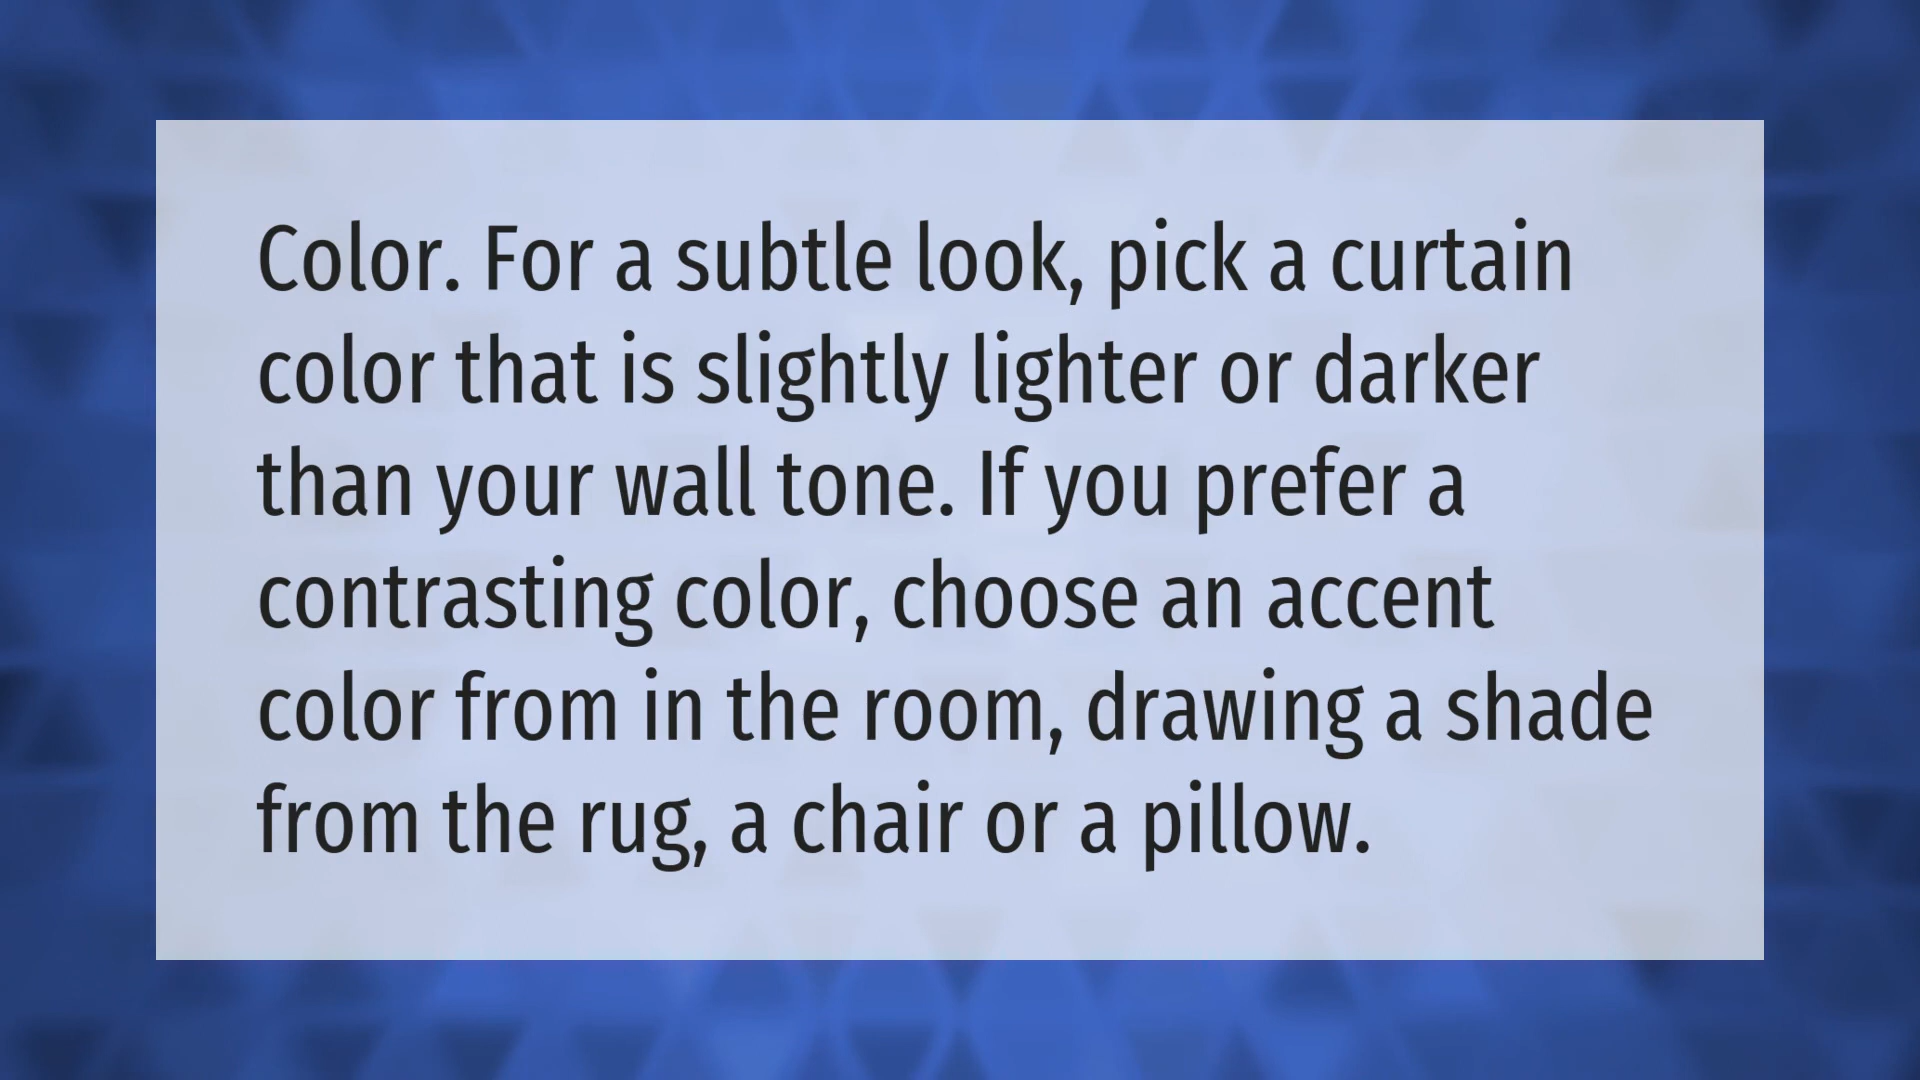 Color. For a subtle look, pick a curtain
color that is slightly lighter or darker
than your wall tone. If you prefer a
contrasting color, choose an accent
color from in the room, drawing a shade
from the rug, a chair or a pillow.